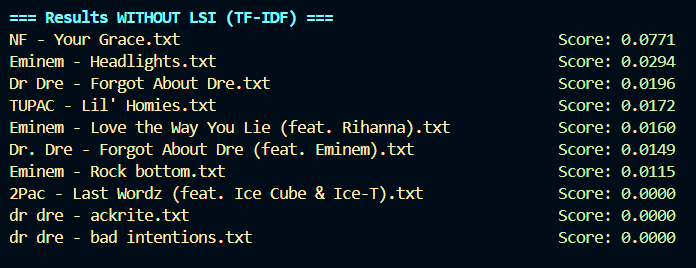 === Results WITHOUT LSI (TF-IDF) ===
NF - Your Grace.txt Score: 0.0771
Eminem - Headlights.txt Score: 0.0294
Dr Dre - Forgot About Dre.txt Score: 0.0196
TUPAC - Lil' Homies.txt Score: 0.0172
Eminem - Love the Way You Lie (feat. Rihanna).txt Score: 0.0160
Dr. Dre - Forgot About Dre (feat. Eminem).txt Score: 0.0149
Eminem - Rock bottom.txt Score: 0.0115
2Pac - Last Wordz (feat. Ice Cube & Ice-T).txt Score: 0.0000
dr dre - ackrite.txt Score: 0.0000
dr dre - bad intentions.txt Score: 0.0000